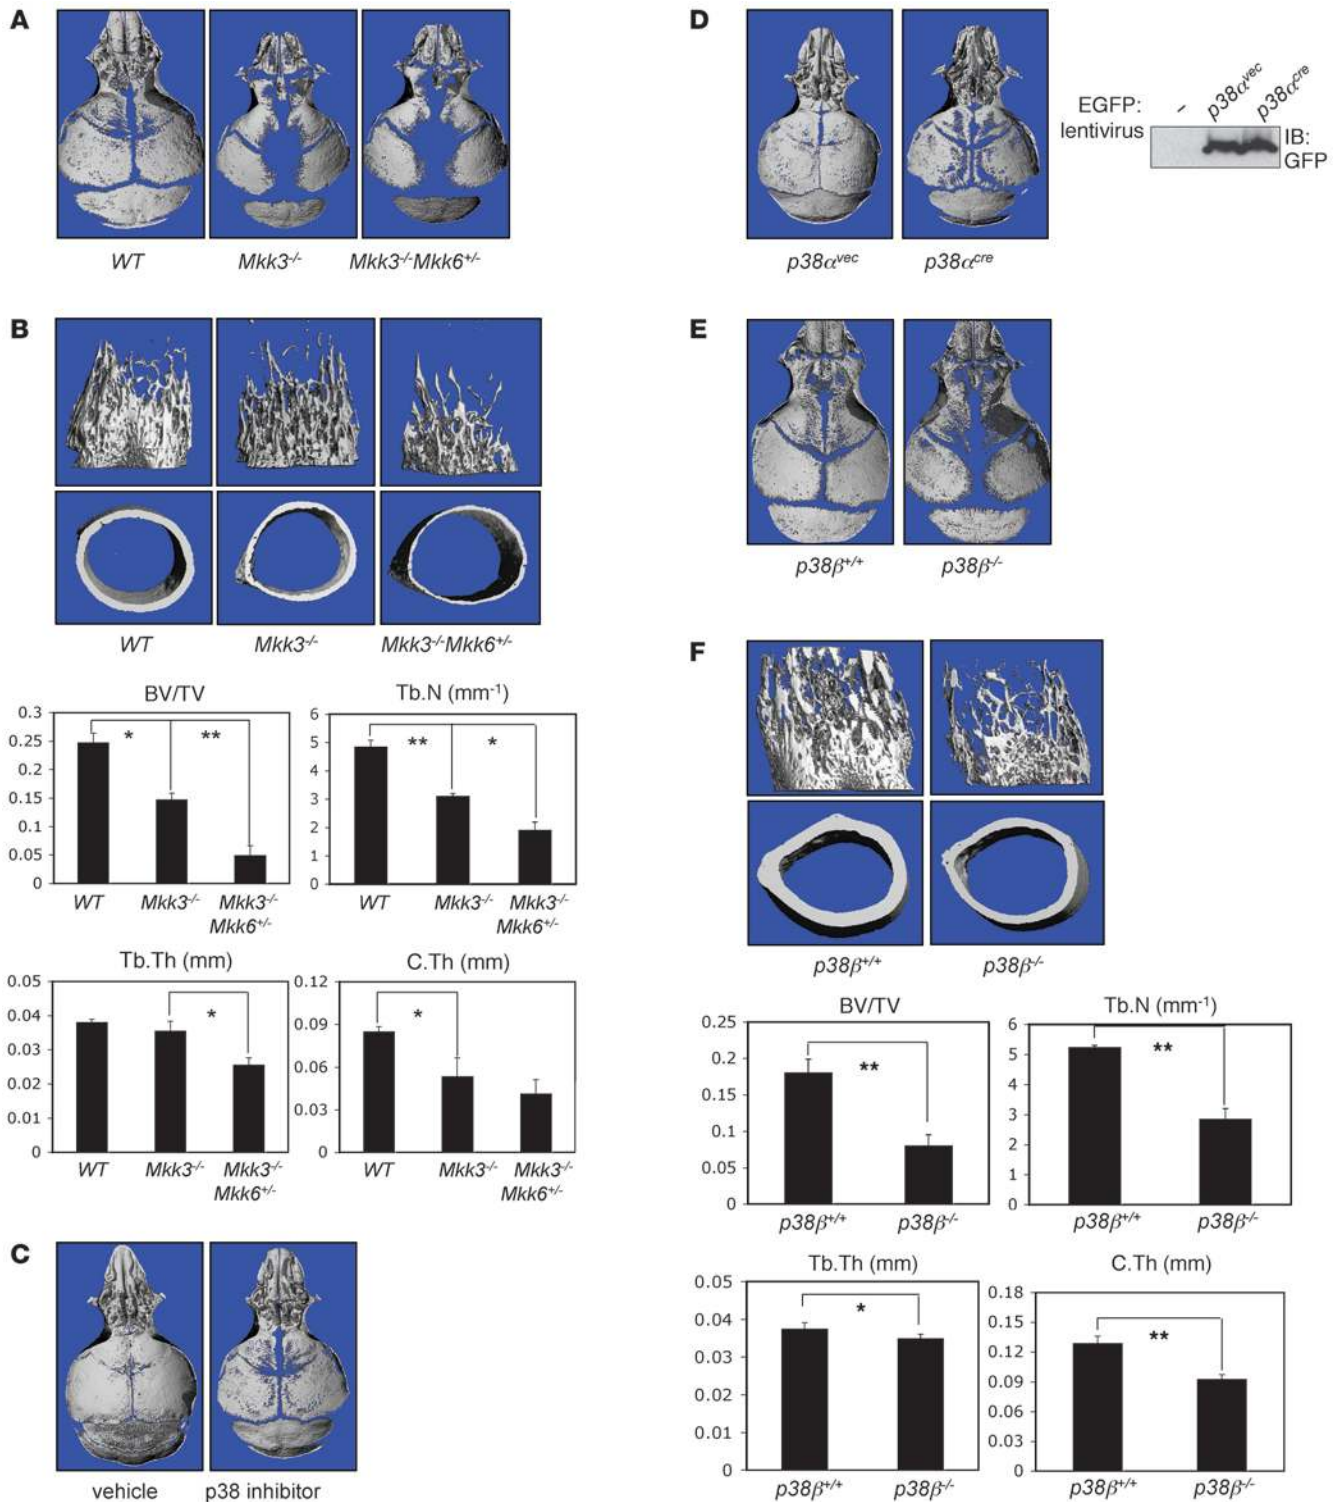 A
WT Mkk3-/- Mkk3-/-Mkk6+/-
B
WT Mkk3-/- Mkk3-/-Mkk6+/-
BV/TV
0.3
0.25
0.2
0.15
0.1
0.05
0
* **
WT Mkk3-/- Mkk3-/-
Mkk6+/-
Tb.N (mm-1)
6
5
4
3
2
1
0
** *
WT Mkk3-/- Mkk3-/-
Mkk6+/-
Tb.Th (mm)
0.05
0.04
0.03
0.02
0.01
0
*
WT Mkk3-/- Mkk3-/-
Mkk6+/-
C.Th (mm)
0.12
0.09
0.06
0.03
0
*
WT Mkk3-/- Mkk3-/-
Mkk6+/-
C
vehicle p38 inhibitor
D
p38αvec p38αcre
EGFP:
lentivirus
– p38αvec p38αcre
IB:
GFP
E
p38β+/+ p38β-/-
F
p38β+/+ p38β-/-
BV/TV
0.25
0.2
0.15
0.1
0.05
0
**
p38β+/+ p38β-/-
Tb.N (mm-1)
6
5
4
3
2
1
0
**
p38β+/+ p38β-/-
Tb.Th (mm)
0.05
0.04
0.03
0.02
0.01
0
*
p38β+/+ p38β-/-
C.Th (mm)
0.18
0.15
0.12
0.09
0.06
0.03
0
**
p38β+/+ p38β-/-